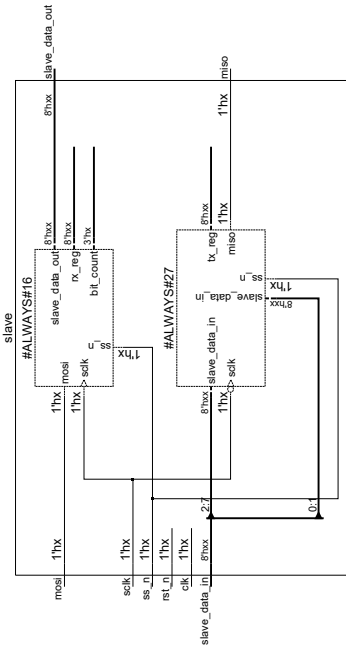 slave
#ALWAYS#16
mosi
1'hx
mosi
1'hx
sclk
1'hx
ss_n
1'hx
slave_data_out
8'hxx
slave_data_out
8'hxx
rx_reg
8'hxx
bit_count
3'hx
#ALWAYS#27
slave_data_in
8'hxx
sclk
1'hx
slave_data_in
8'hxx
ss_n
1'hx
tx_reg
8'hxx
miso
1'hx
miso
1'hx
sclk
1'hx
ss_n
1'hx
rst_n
1'hx
clk
1'hx
slave_data_in
8'hxx
2:7
0:1